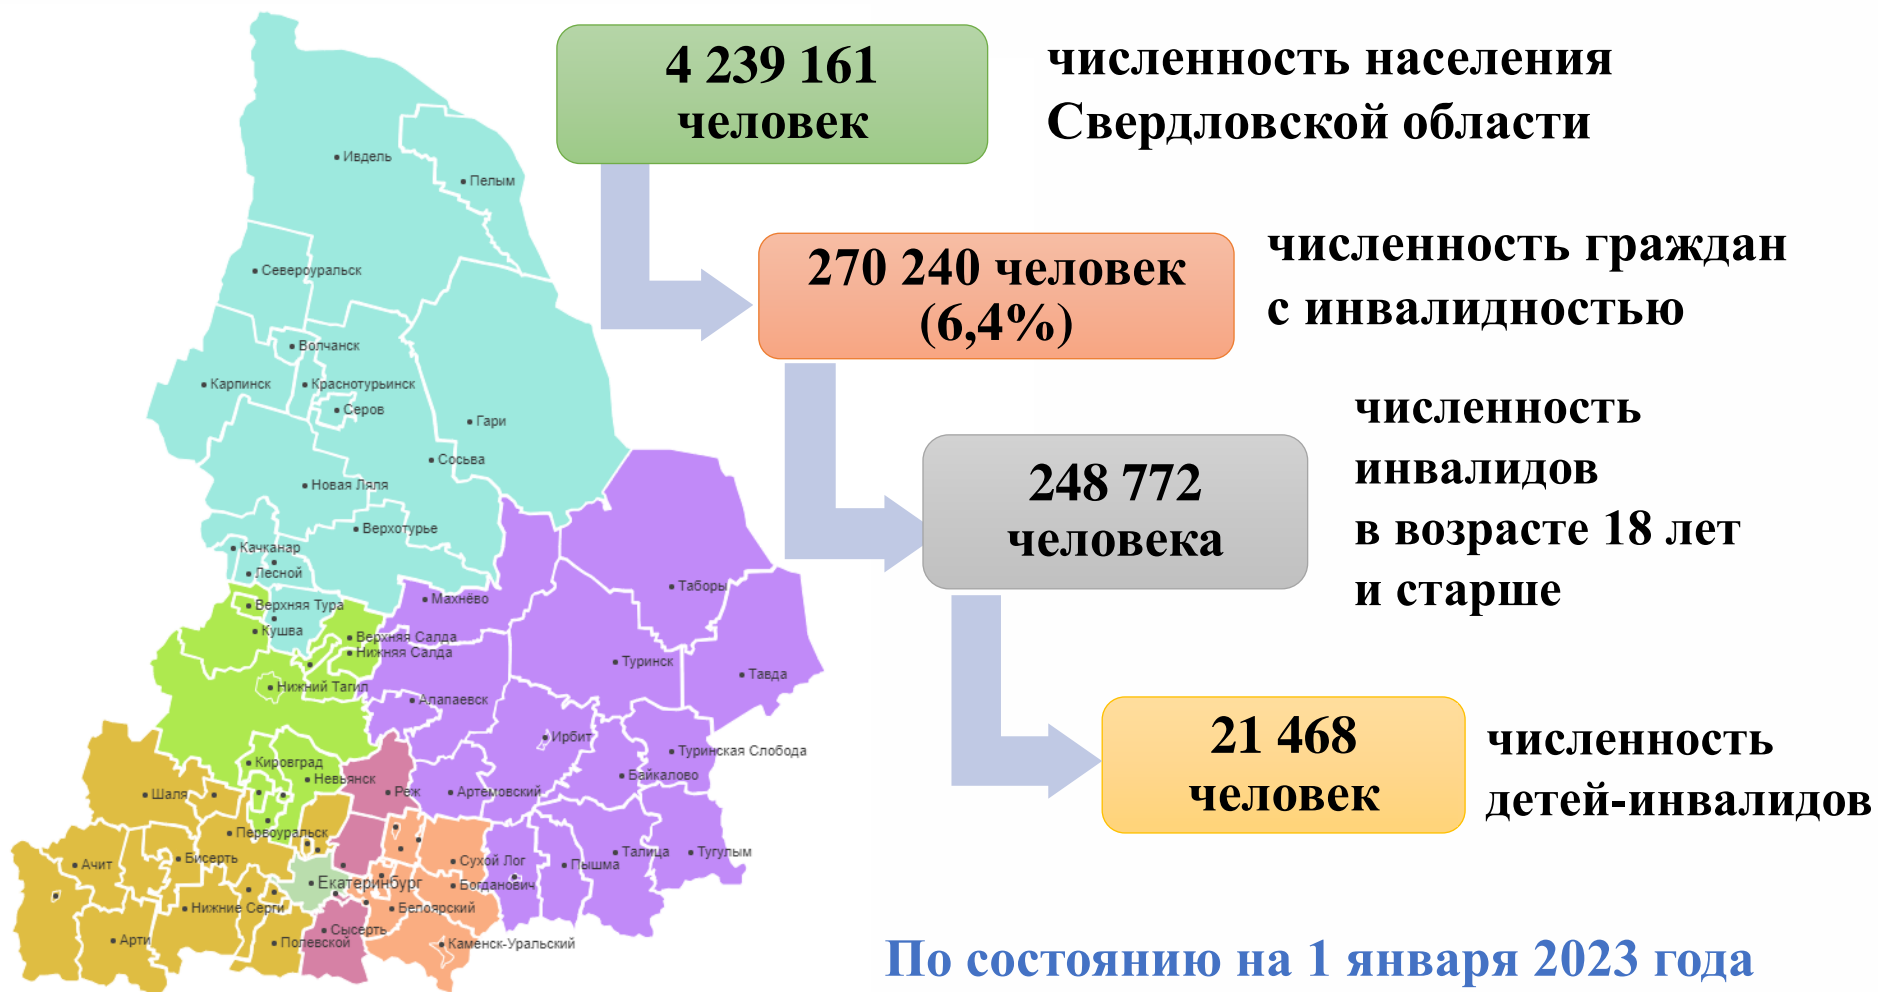 4 239 161
человек
численность населения
Свердловской области
270 240 человек
(6,4%)
численность граждан
с инвалидностью
248 772
человека
численность
инвалидов
в возрасте 18 лет
и старше
21 468
человек
численность
детей-инвалидов
По состоянию на 1 января 2023 года
Ивдель
Пелым
Североуральск
Волчанск
Карпинск
Краснотурьинск
Серов
Гари
Сосьва
Новая Ляля
Верхотурье
Качканар
Лесной
Таборы
Махнёво
Верхняя Тура
Кушва
Верхняя Салда
Нижняя Салда
Туринск
Тавда
Нижний Тагил
Алапаевск
Ирбит
Туринская Слобода
Кировград
Невьянск
Байкалово
Шаля
Реж
Артемовский
Первоуральск
Ачит
Бисерть
Сухой Лог
Пышма
Талица
Тугулым
Екатеринбург
Богданович
Нижние Серги
Белоярский
Сысерть
Арти
Полевской
Каменск-Уральский